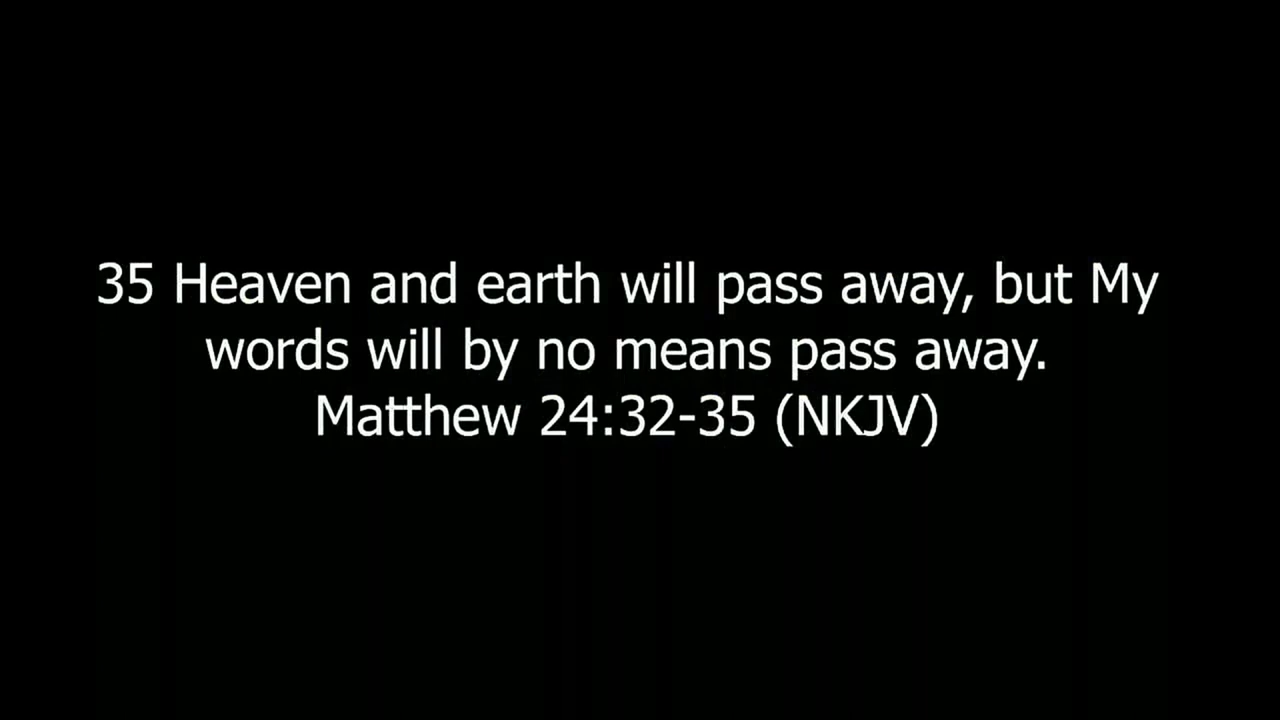 35 Heaven and earth will pass away, but My
words will by no means pass away.
Matthew 24:32-35 (NKJV)